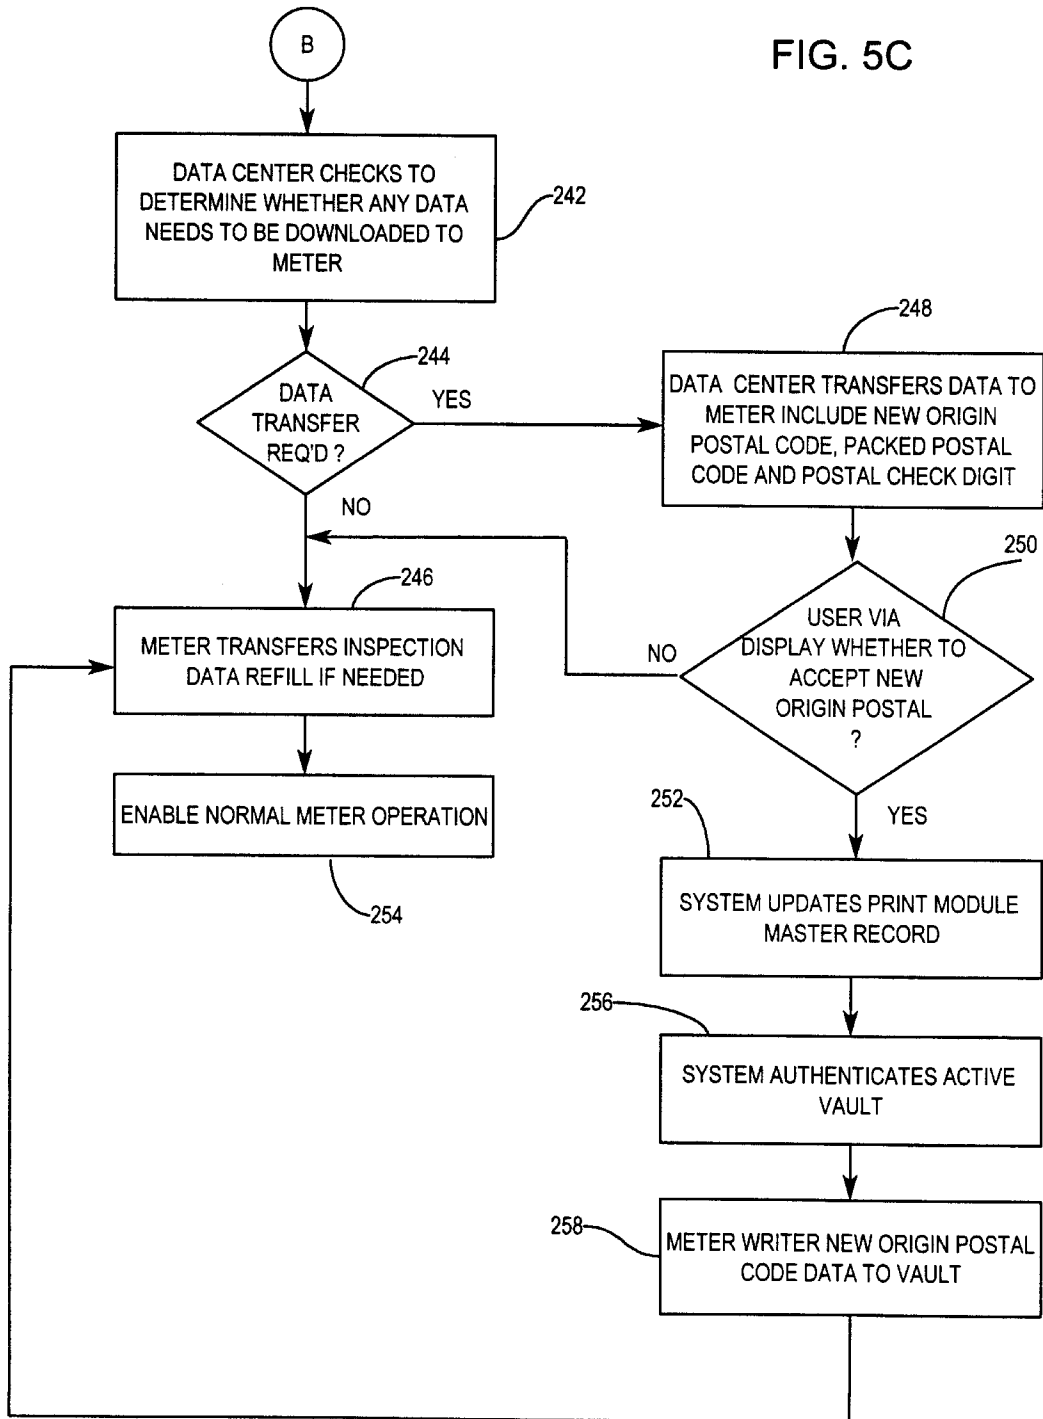 B
FIG. 5C
DATA CENTER CHECKS TO
DETERMINE WHETHER ANY DATA
NEEDS TO BE DOWNLOADED TO
METER
242
244
DATA
TRANSFER
REQ'D ?
YES
NO
248
DATA CENTER TRANSFERS DATA TO
METER INCLUDE NEW ORIGIN
POSTAL CODE, PACKED POSTAL
CODE AND POSTAL CHECK DIGIT
250
USER VIA
DISPLAY WHETHER TO
ACCEPT NEW
ORIGIN POSTAL
?
NO
YES
246
METER TRANSFERS INSPECTION
DATA REFILL IF NEEDED
ENABLE NORMAL METER OPERATION
254
252
SYSTEM UPDATES PRINT MODULE
MASTER RECORD
256
SYSTEM AUTHENTICATES ACTIVE
VAULT
258
METER WRITER NEW ORIGIN POSTAL
CODE DATA TO VAULT